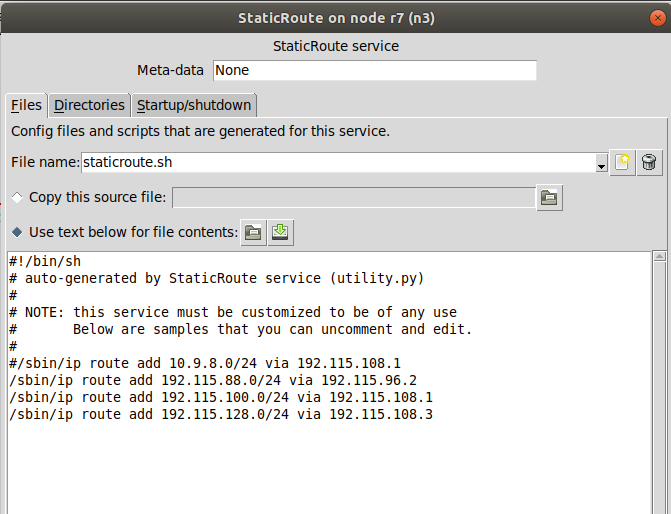 StaticRoute on node r7 (n3)
StaticRoute service
Meta-data None
Files Directories Startup/shutdown
Config files and scripts that are generated for this service.
File name: staticroute.sh
Copy this source file:
Use text below for file contents:
#!/bin/sh
# auto-generated by StaticRoute service (utility.py)
#
# NOTE: this service must be customized to be of any use
#       Below are samples that you can uncomment and edit.
#
#/sbin/ip route add 10.9.8.0/24 via 192.115.108.1
/sbin/ip route add 192.115.88.0/24 via 192.115.96.2
/sbin/ip route add 192.115.100.0/24 via 192.115.108.1
/sbin/ip route add 192.115.128.0/24 via 192.115.108.3